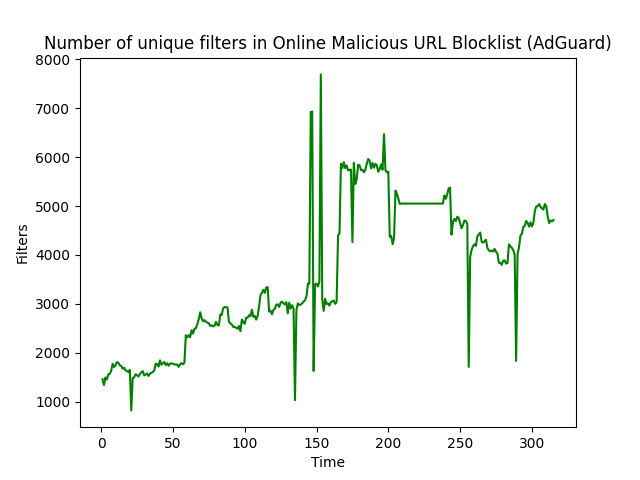 Number of unique filters in Online Malicious URL Blocklist (AdGuard)
8000
7000
6000
5000
4000
3000
2000
1000
Filters
0 50 100 150 200 250 300
Time